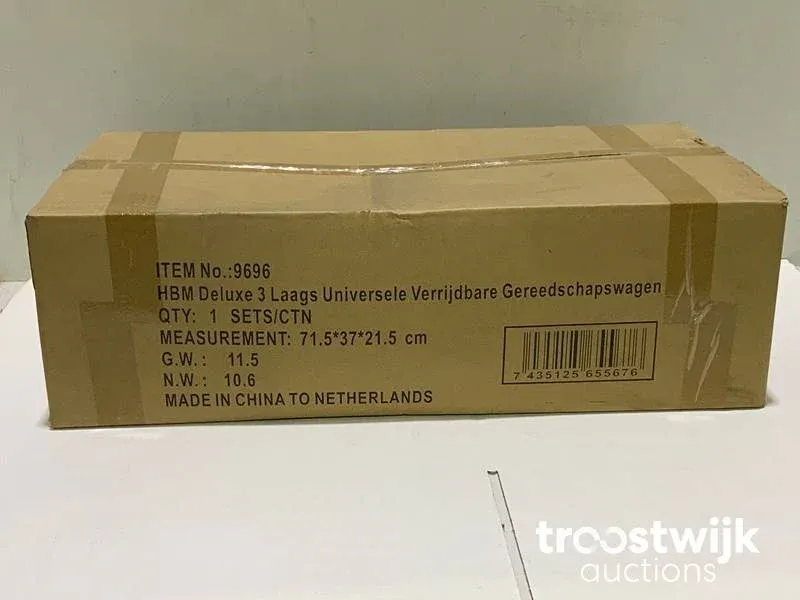 ITEM No.:9696
HBM Deluxe 3 Laags Universele Verrijdbare Gereedschapswagen
QTY: 1 SETS/CTN
MEASUREMENT: 71.5*37*21.5 cm
G.W.: 11.5
N.W.: 10.6
MADE IN CHINA TO NETHERLANDS
7 435125 655676
troostwijk
auctions